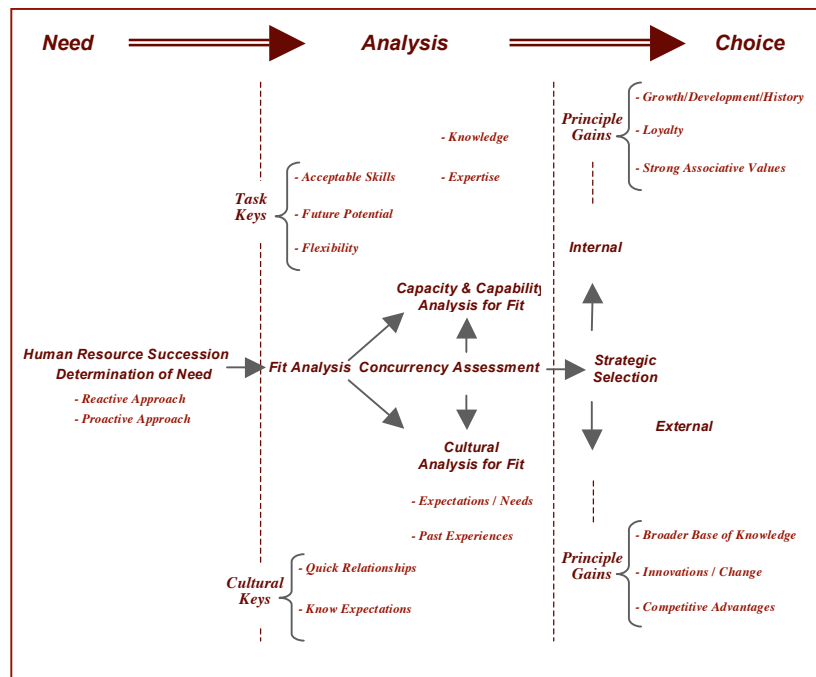 Need
Analysis
Choice
- Growth/Development/History
Principle
Gains
- Loyalty
- Strong Associative Values
- Knowledge
- Expertise
Task
Keys
- Acceptable Skills
- Future Potential
- Flexibility
Internal
Capacity & Capability
Analysis for Fit
Human Resource Succession
Determination of Need
- Reactive Approach
- Proactive Approach
Fit Analysis
Concurrency Assessment
Strategic
Selection
External
Cultural
Analysis for Fit
- Expectations / Needs
- Past Experiences
Cultural
Keys
- Quick Relationships
- Know Expectations
Principle
Gains
- Broader Base of Knowledge
- Innovations / Change
- Competitive Advantages